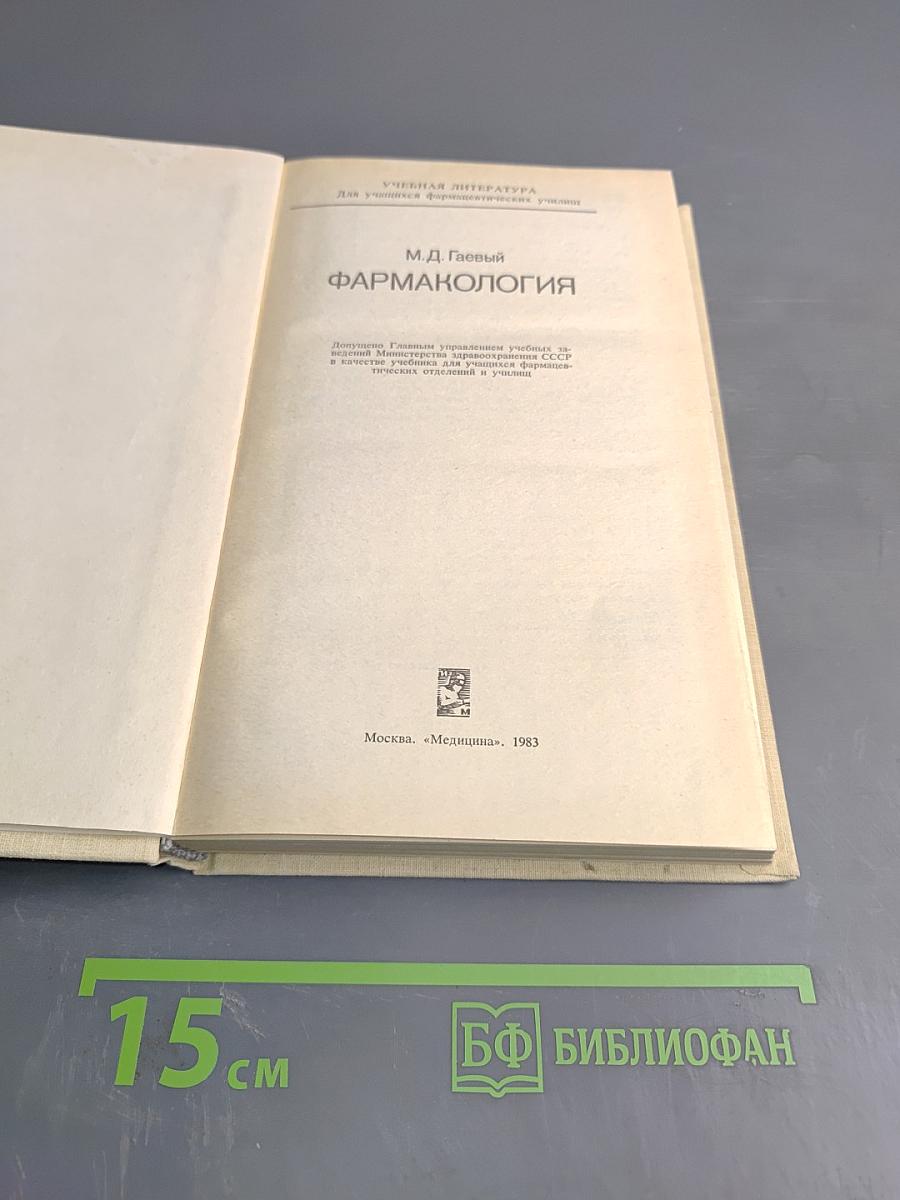 УЧЕБНАЯ ЛИТЕРАТУРА
Для учащихся фармацевтических училищ
М.Д. Гаевый
ФАРМАКОЛОГИЯ
Допущено Главным управлением учебных за-
ведений Министерства здравоохранения СССР
в качестве учебника для учащихся фармацев-
тических отделений и училищ
М
Москва. «Медицина». 1983
15 см
БФ БИБЛИОФАН